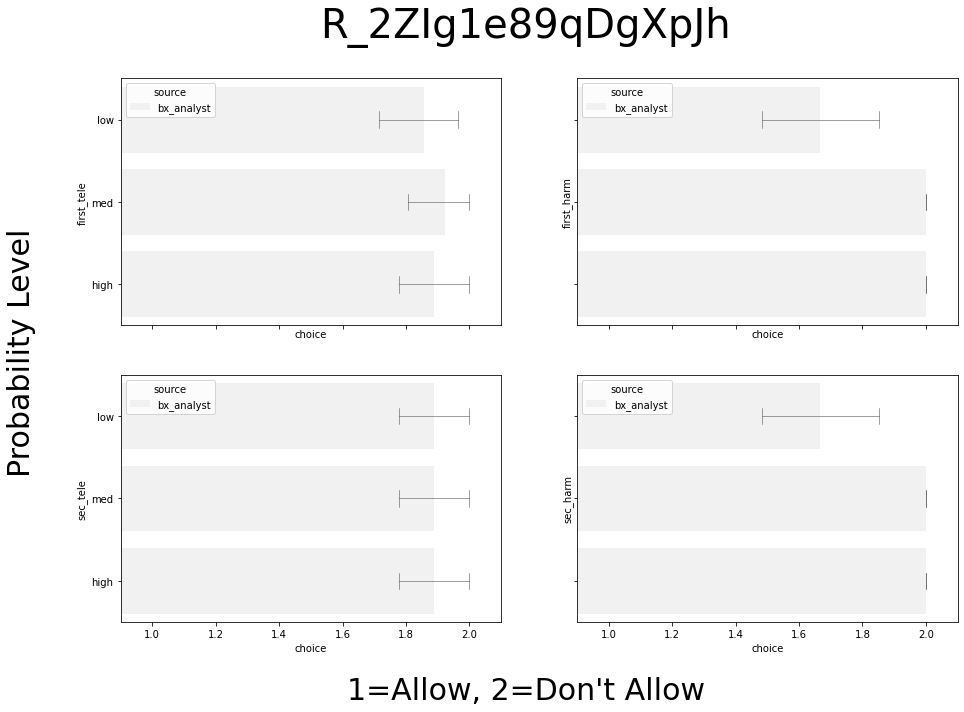 R_2ZIg1e89qDgXpJh
source
bx_analyst
low
med
high
first_tele
choice
source
bx_analyst
first_harm
choice
Probability Level
source
bx_analyst
low
med
high
sec_tele
1.0 1.2 1.4 1.6 1.8 2.0
choice
source
bx_analyst
sec_harm
1.0 1.2 1.4 1.6 1.8 2.0
choice
1=Allow, 2=Don't Allow